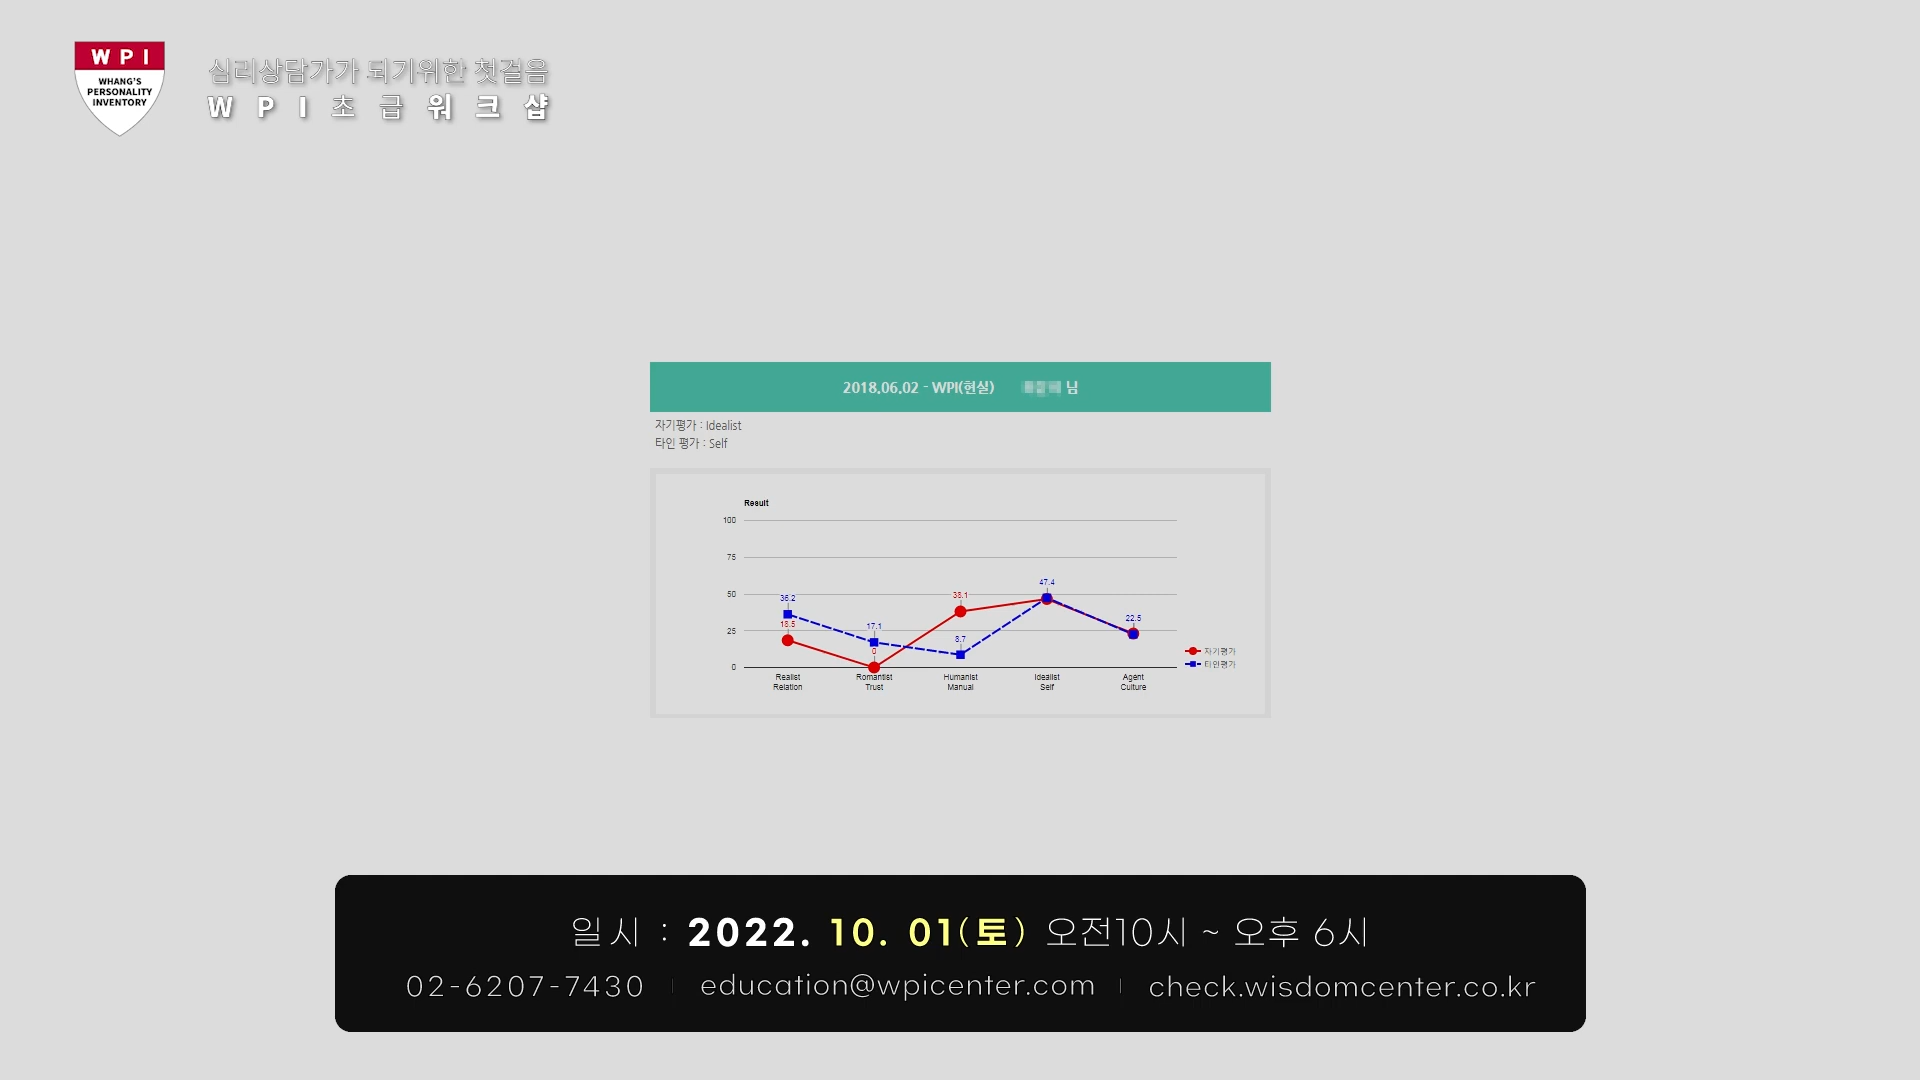 W P I
WHANG'S
PERSONALITY
INVENTORY
심리상담가가 되기위한 첫걸음
W P I 초 급 워 크 샵
2018.06.02 - WPI(현실) 님
자기평가 : Idealist
타인 평가 : Self
Result
100
75
50
25
0
36.2
18.5
17.1
0
38.1
8.7
47.4
22.5
Realist
Relation
Romantist
Trust
Humanist
Manual
Idealist
Self
Agent
Culture
자기평가
타인평가
일시 : 2022. 10. 01(토) 오전10시 ~ 오후 6시
02-6207-7430 | education@wpicenter.com | check.wisdomcenter.co.kr